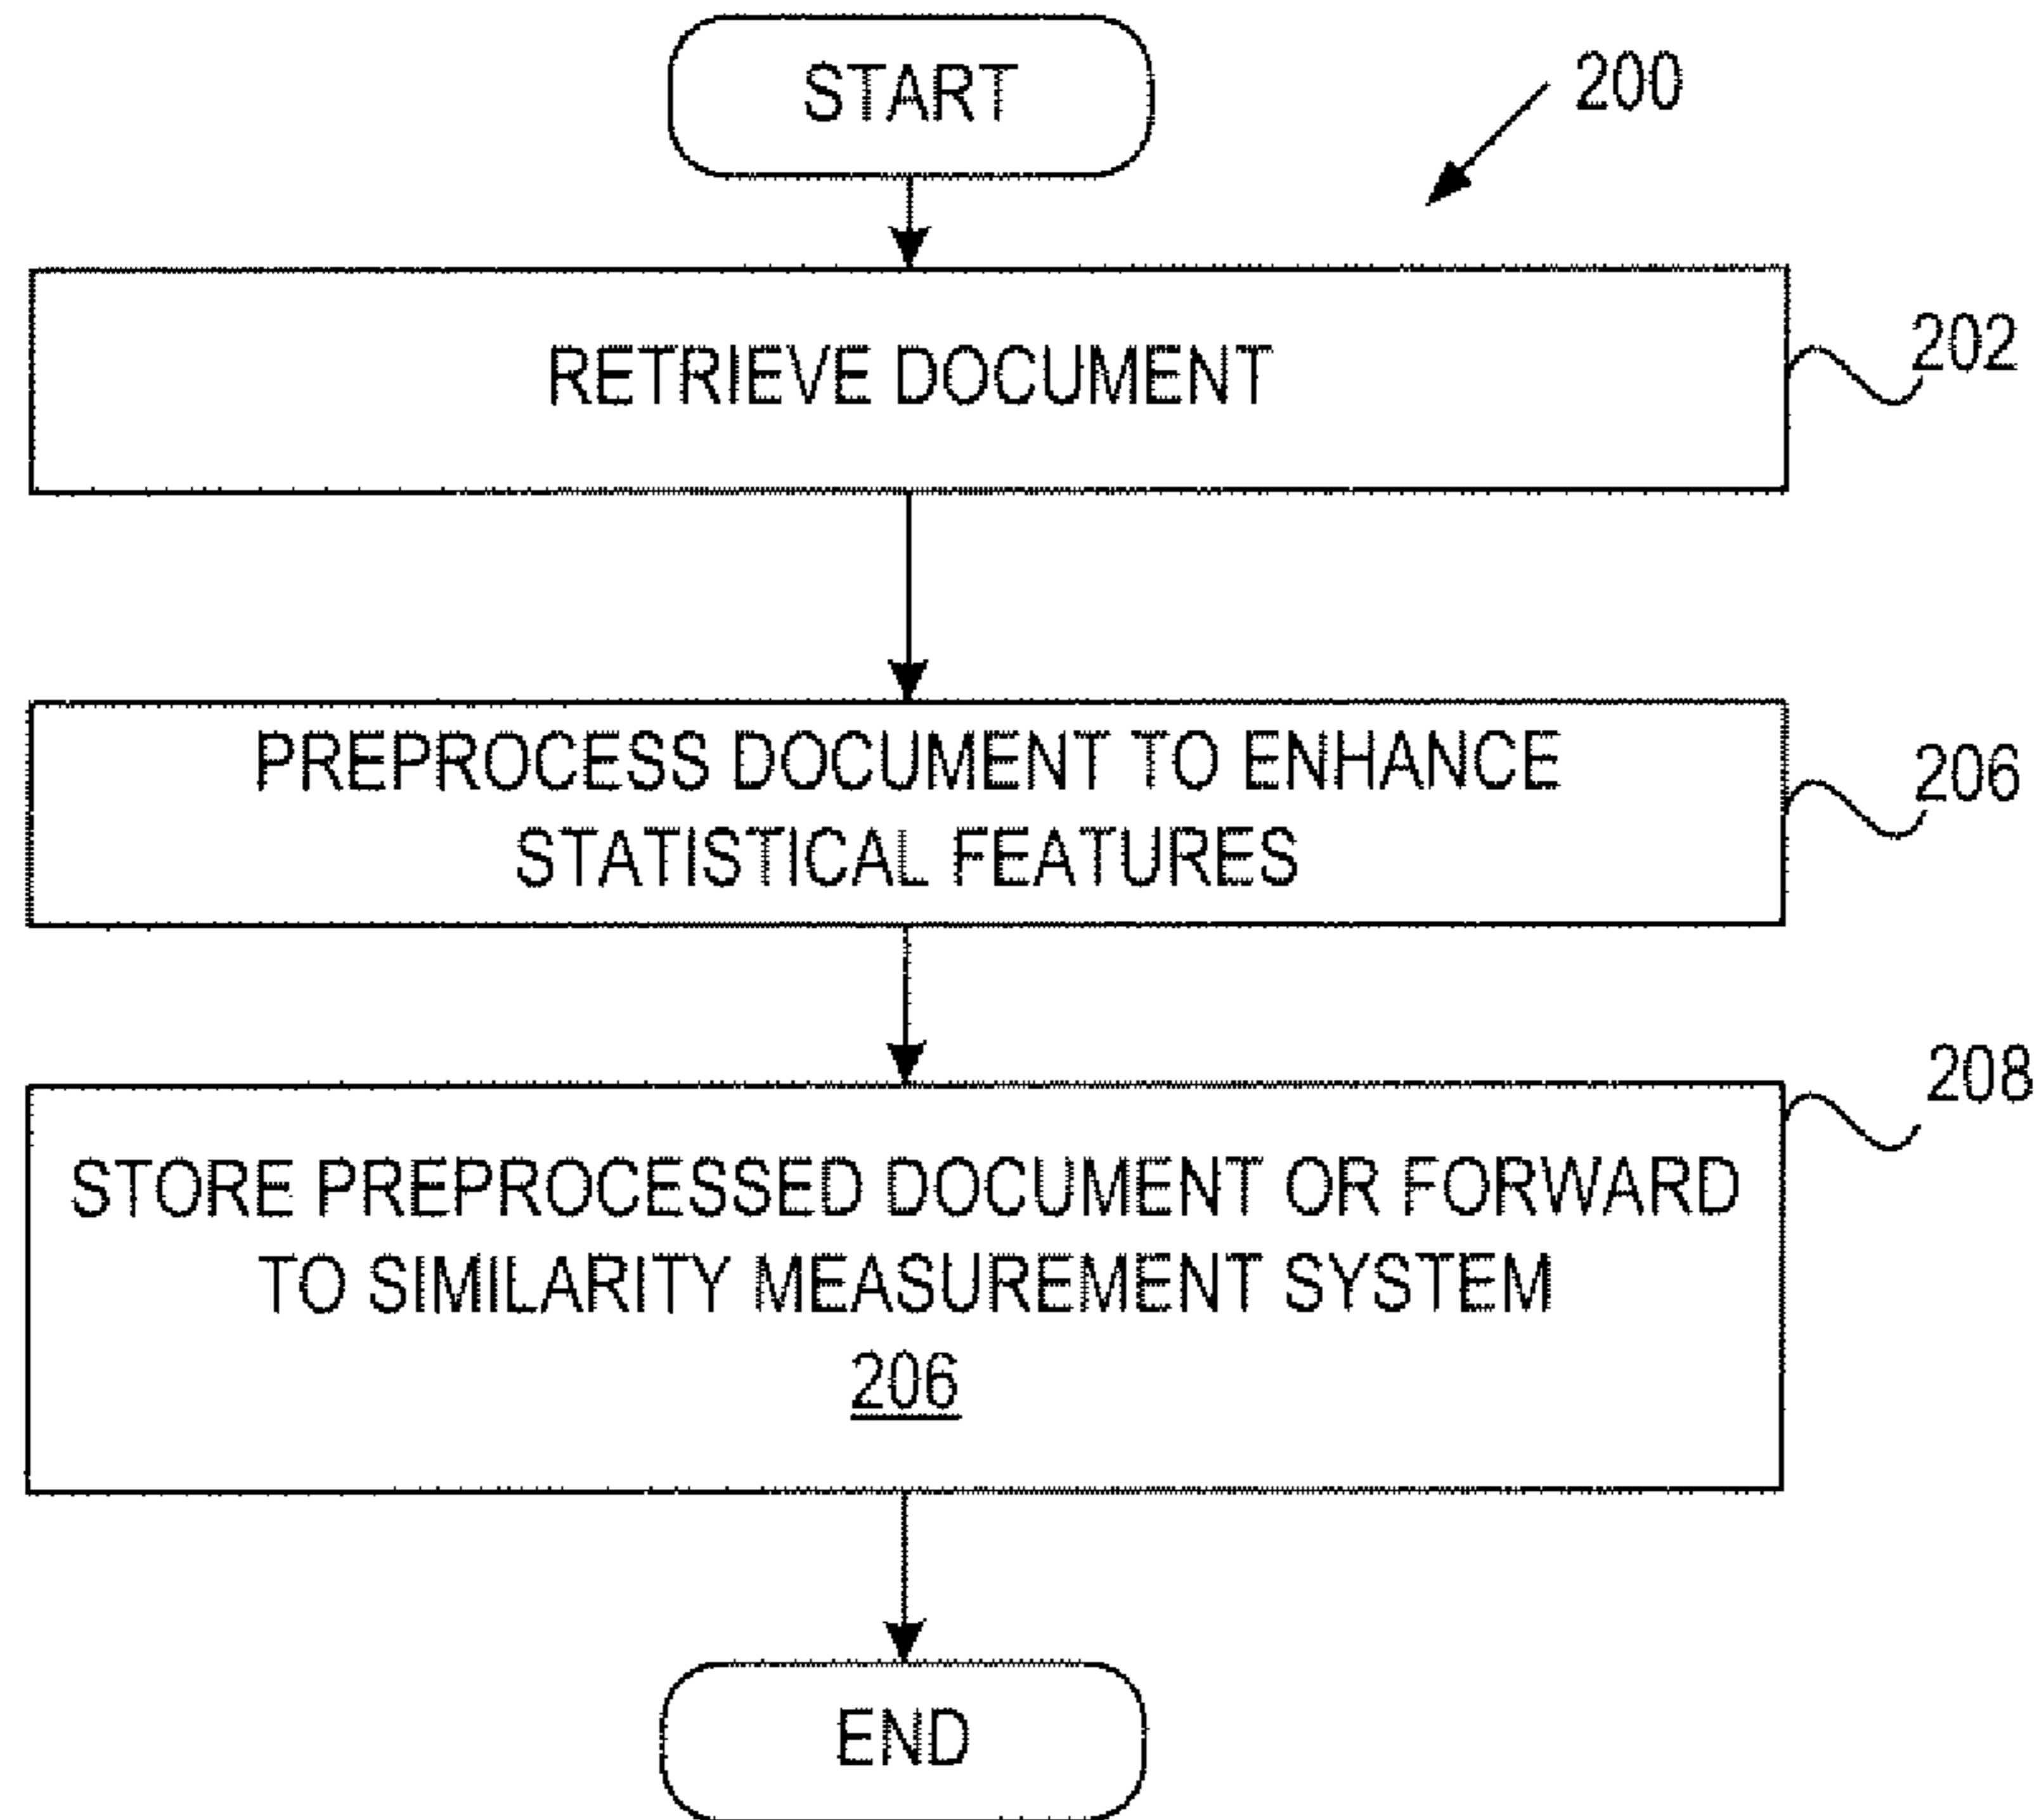 START
200
RETRIEVE DOCUMENT
202
PREPROCESS DOCUMENT TO ENHANCE
STATISTICAL FEATURES
206
208
STORE PREPROCESSED DOCUMENT OR FORWARD
TO SIMILARITY MEASUREMENT SYSTEM
206
END